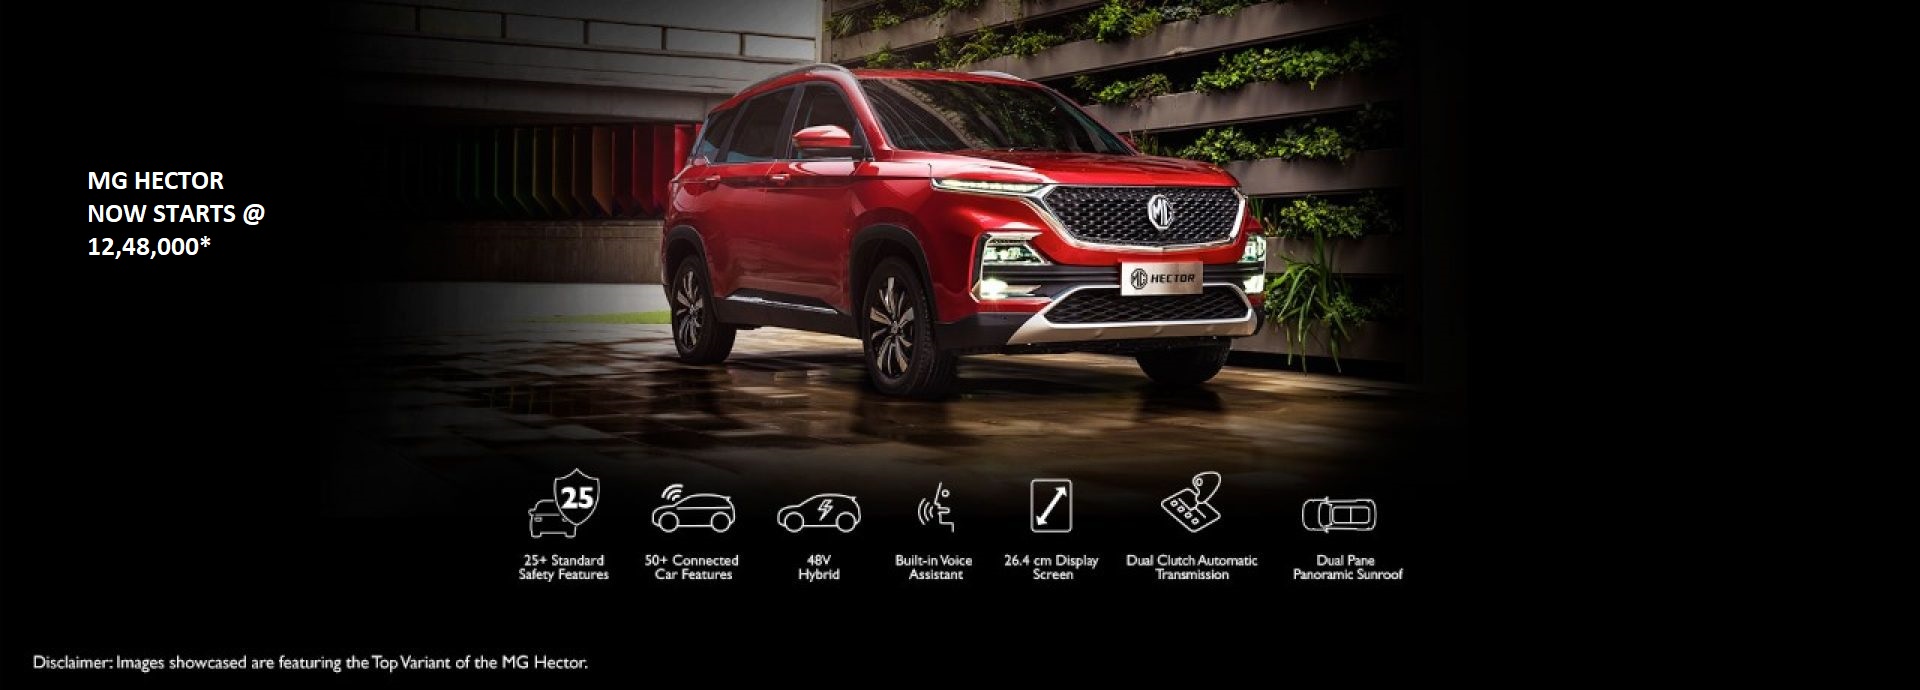 MG HECTOR
NOW STARTS @
12,48,000*
MG
MG HECTOR
25
25+ Standard
Safety Features
50+ Connected
Car Features
48V
Hybrid
Built-in Voice
Assistant
26.4 cm Display
Screen
Dual Clutch Automatic
Transmission
Dual Pane
Panoramic Sunroof
Disclaimer: Images showcased are featuring the Top Variant of the MG Hector.